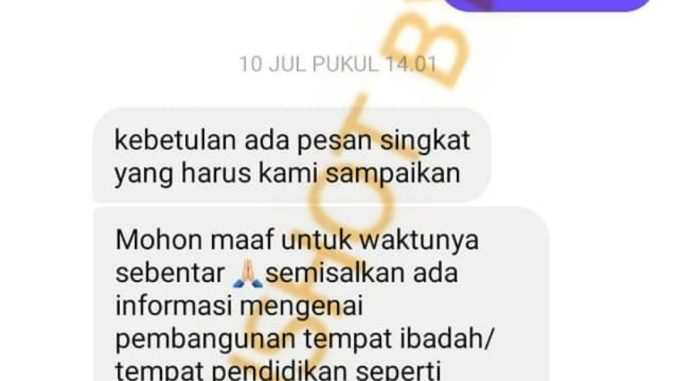 10 JUL PUKUL 14.01
kebetulan ada pesan singkat
yang harus kami sampaikan
Mohon maaf untuk waktunya
sebentar 🙏🏻semisalkan ada
informasi mengenai
pembangunan tempat ibadah/
tempat pendidikan seperti
SHOT B